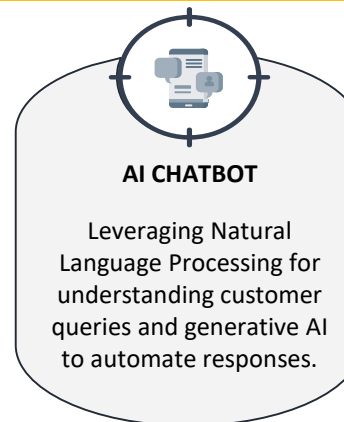 AI CHATBOT
Leveraging Natural
Language Processing for
understanding customer
queries and generative AI
to automate responses.